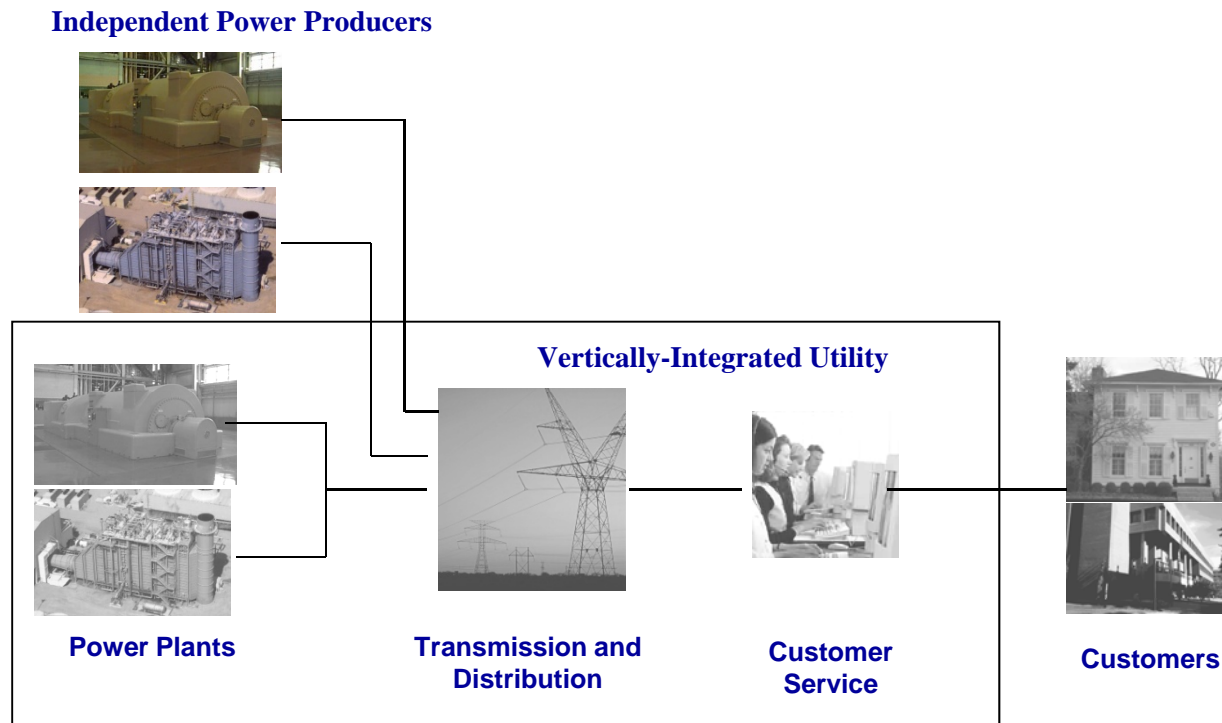 Independent Power Producers
Vertically-Integrated Utility
Power Plants
Transmission and
Distribution
Customer
Service
Customers